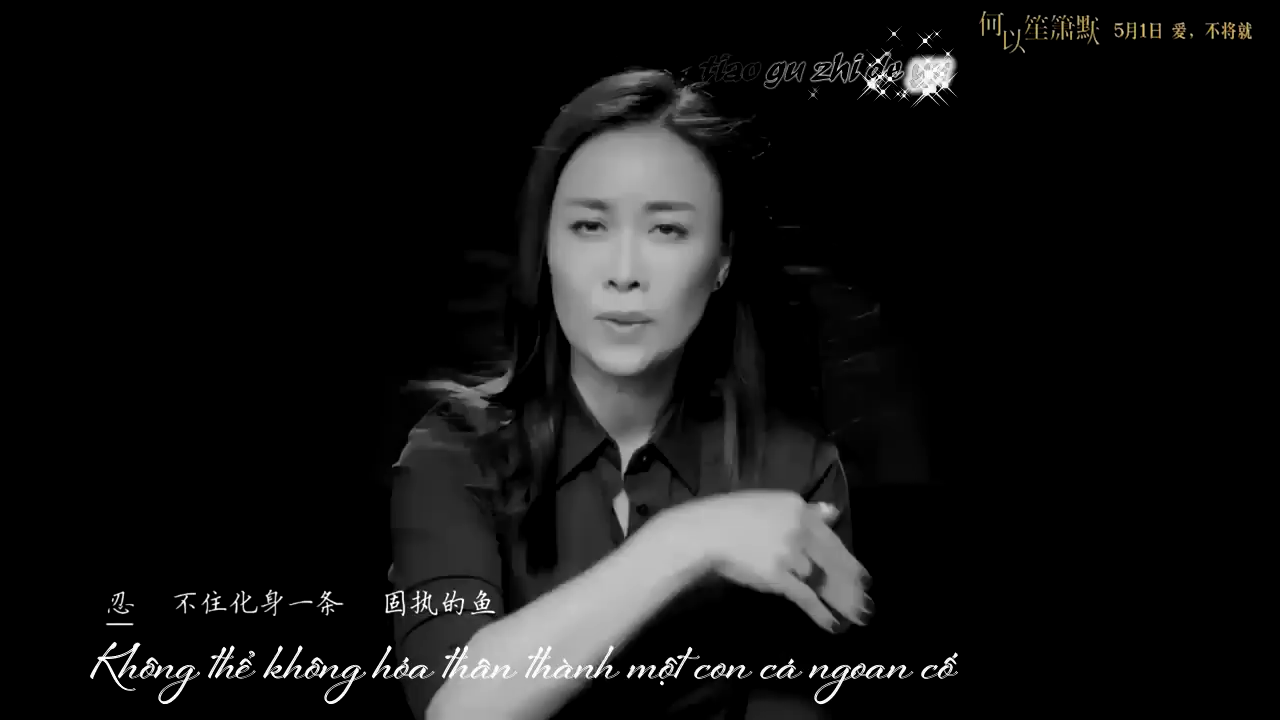 何以笙箫默 5月1日 爱，不将就
tiao gu zhi de
忍 不住化身一条 固执的鱼
Không thể không hóa thân thành một con cá ngoan cố